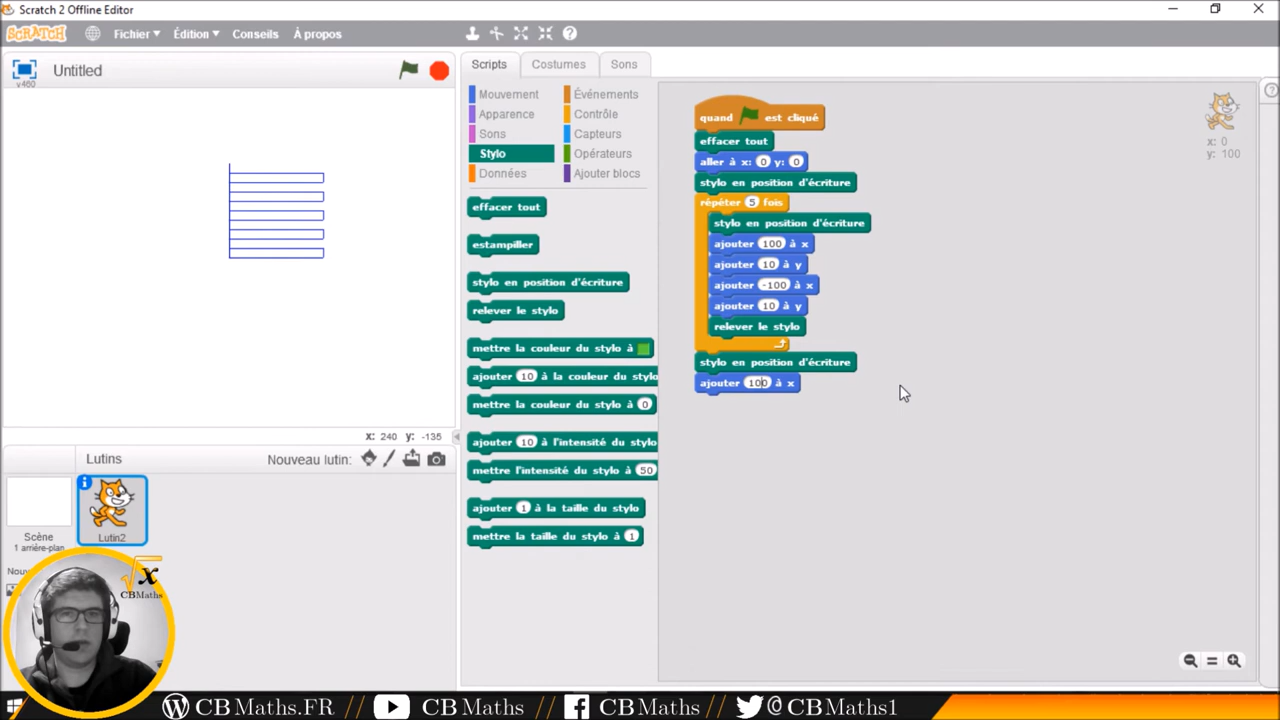 Scratch 2 Offline Editor
SCRATCH
Fichier
Édition
Conseils
À propos
v460
Untitled
x: 240 y: -135
Lutins
Nouveau lutin:
Scène
1 arrière-plan
Lutin2
Scripts
Costumes
Sons
Mouvement
Événements
Apparence
Contrôle
Sons
Capteurs
Stylo
Opérateurs
Données
Ajouter blocs
effacer tout
estampiller
stylo en position d'écriture
relever le stylo
mettre la couleur du stylo à
ajouter 10 à la couleur du stylo
mettre la couleur du stylo à 0
ajouter 10 à l'intensité du stylo
mettre l'intensité du stylo à 50
ajouter 1 à la taille du stylo
mettre la taille du stylo à 1
quand est cliqué
effacer tout
aller à x: 0 y: 0
stylo en position d'écriture
répéter 5 fois
stylo en position d'écriture
ajouter 100 à x
ajouter 10 à y
ajouter -100 à x
ajouter 10 à y
relever le stylo
stylo en position d'écriture
ajouter 100 à x
x: 0
y: 100
√x
CBMaths
CBMaths.FR // CBMaths // CBMaths // @CBMaths1